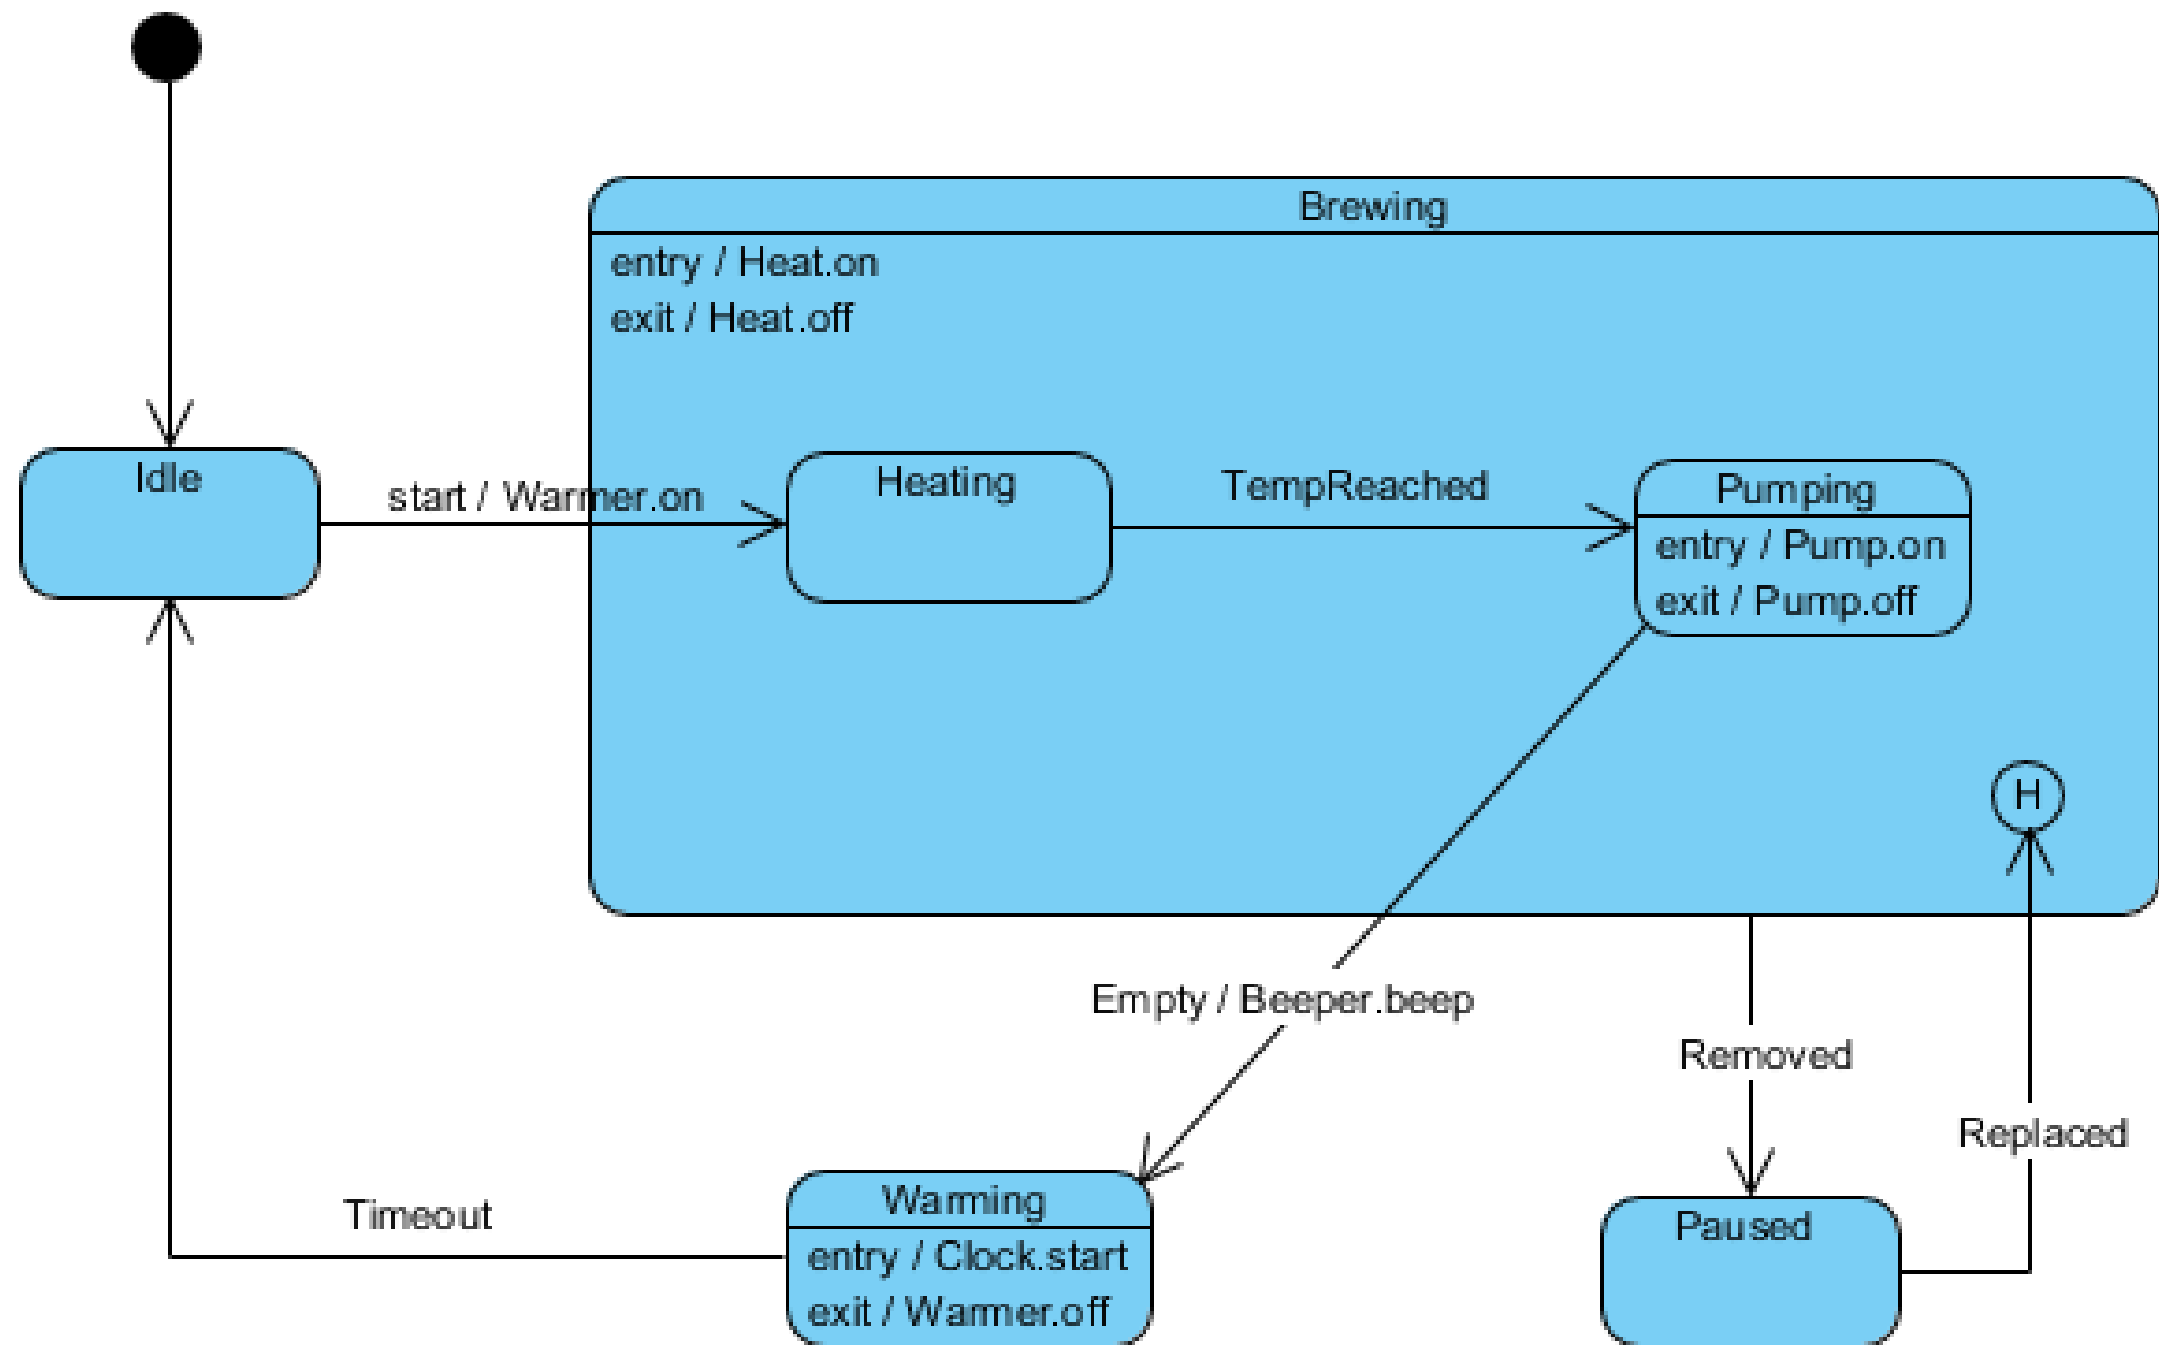 Brewing
entry / Heat.on
exit / Heat.off
Idle
start / Warmer.on
Heating
TempReached
Pumping
entry / Pump.on
exit / Pump.off
H
Empty / Beeper.beep
Removed
Replaced
Timeout
Warming
entry / Clock.start
exit / Warmer.off
Paused